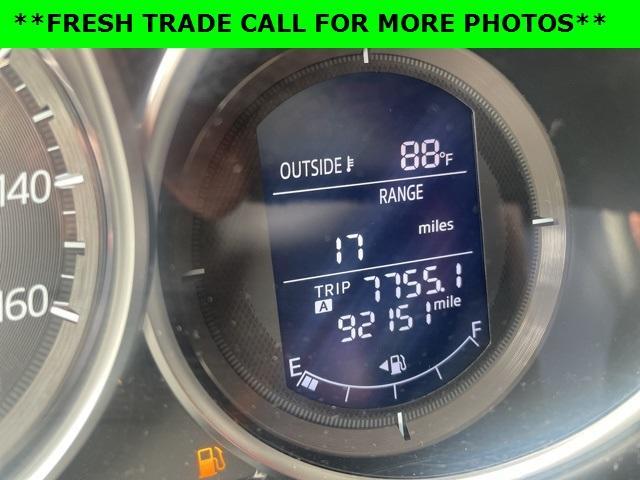 **FRESH TRADE CALL FOR MORE PHOTOS**
OUTSIDE 88°F
RANGE
17 miles
TRIP A 7755.1
92151 mile
E F
140
160